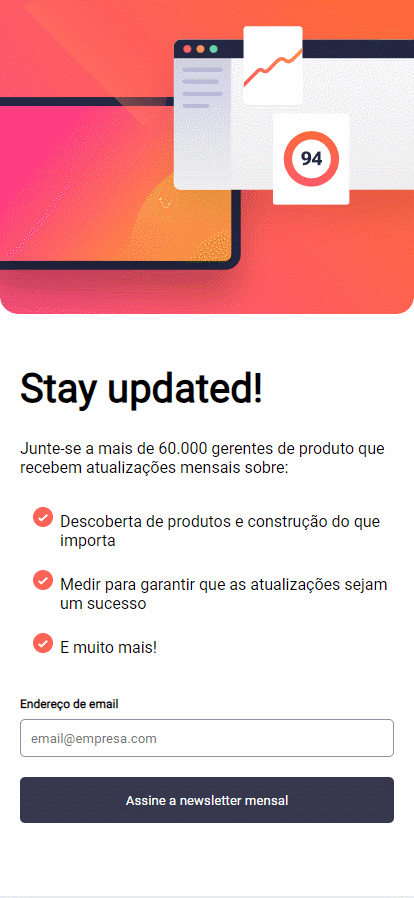 94
Stay updated!
Junte-se a mais de 60.000 gerentes de produto que
recebem atualizações mensais sobre:
Descoberta de produtos e construção do que
importa
Medir para garantir que as atualizações sejam
um sucesso
E muito mais!
Endereço de email
email@empresa.com
Assine a newsletter mensal